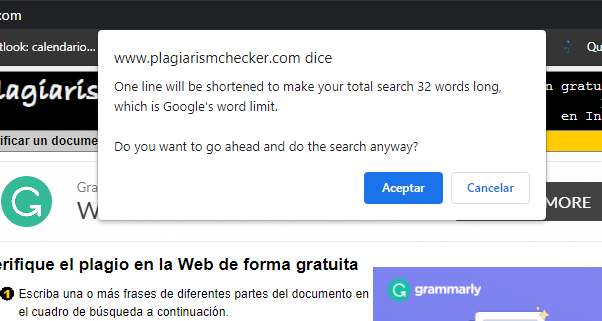 .com
tlook: calendario...
Qu...
www.plagiarismchecker.com dice
One line will be shortened to make your total search 32 words long,
which is Google's word limit.
Do you want to go ahead and do the search anyway?
Aceptar
Cancelar
lagiaris
n gratu
en In
ificar un docume
Gra
W
MORE
erifique el plagio en la Web de forma gratuita
1 Escriba una o más frases de diferentes partes del documento en
el cuadro de búsqueda a continuación.
grammarly